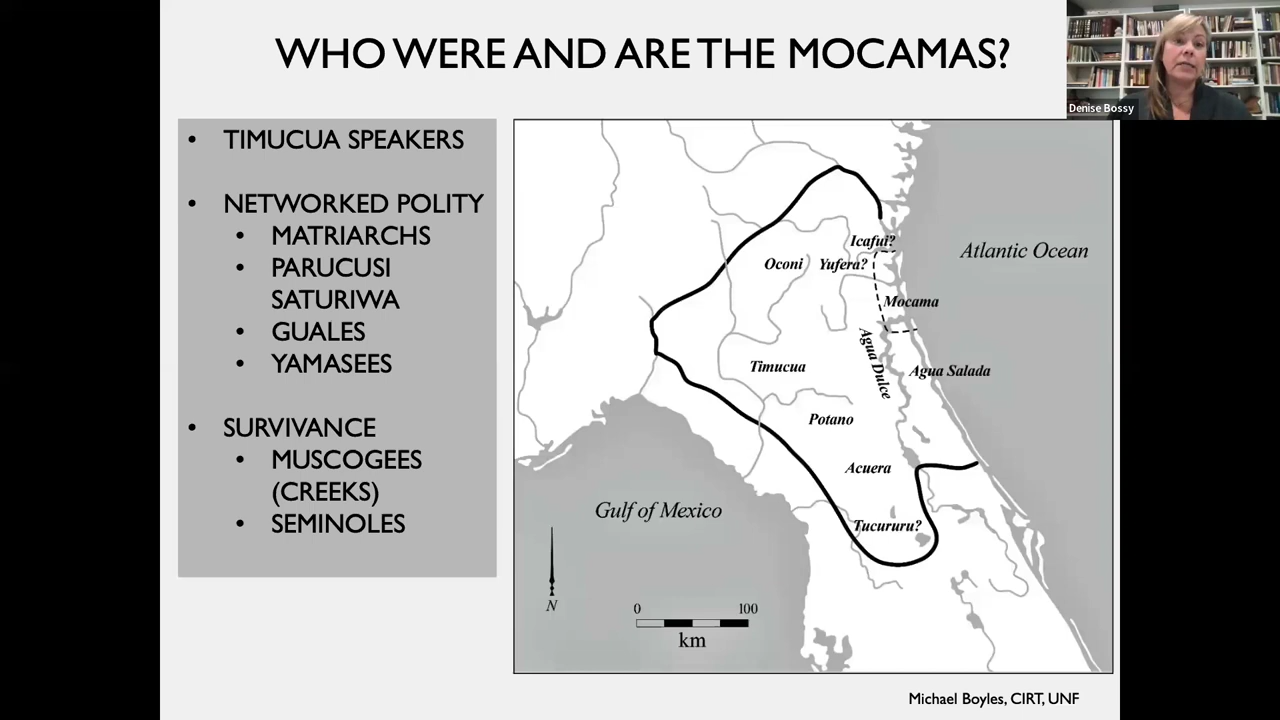 WHO WERE AND ARE THE MOCAMAS?
Denise Bossy
• TIMUCUA SPEAKERS
• NETWORKED POLITY
• MATRIARCHS
• PARUCUSI
SATURIWA
• GUALES
• YAMASEES
• SURVIVANCE
• MUSCOGEES
(CREEKS)
• SEMINOLES
Icafui?
Atlantic Ocean
Oconi
Yufera?
Mocama
Agua Dulce
Timucua
Agua Salada
Potano
Acuera
Gulf of Mexico
Tucururu?
N
0 100
km
Michael Boyles, CIRT, UNF